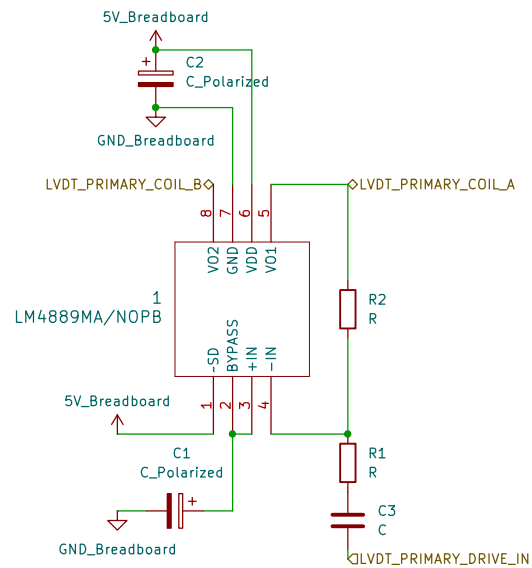 5V_Breadboard
+
C2
C_Polarized
GND_Breadboard
LVDT_PRIMARY_COIL_B
LVDT_PRIMARY_COIL_A
8
7
6
5
VO2
GND
VDD
VO1
1
LM4889MA/NOPB
R2
R
-SD
BYPASS
+IN
-IN
5V_Breadboard
1
2
3
4
C1
C_Polarized
+
R1
R
GND_Breadboard
C3
C
LVDT_PRIMARY_DRIVE_IN